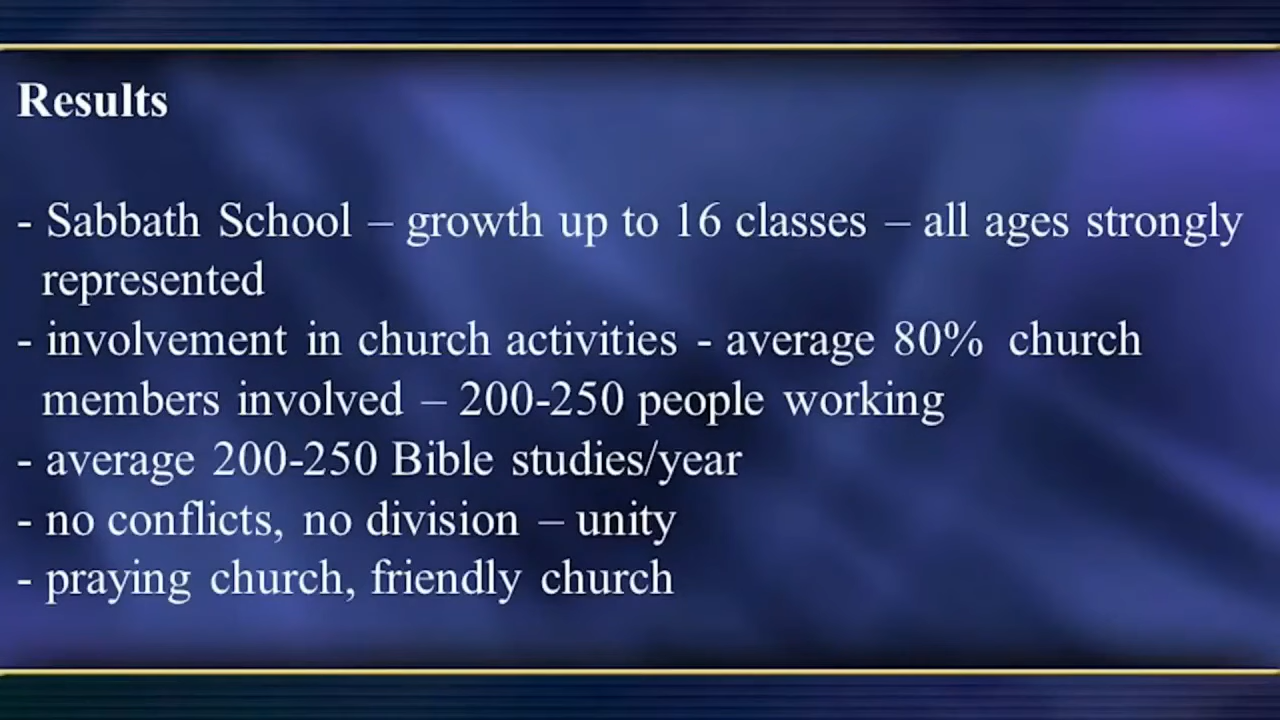 Results
- Sabbath School – growth up to 16 classes – all ages strongly
represented
- involvement in church activities - average 80% church
members involved – 200-250 people working
- average 200-250 Bible studies/year
- no conflicts, no division – unity
- praying church, friendly church